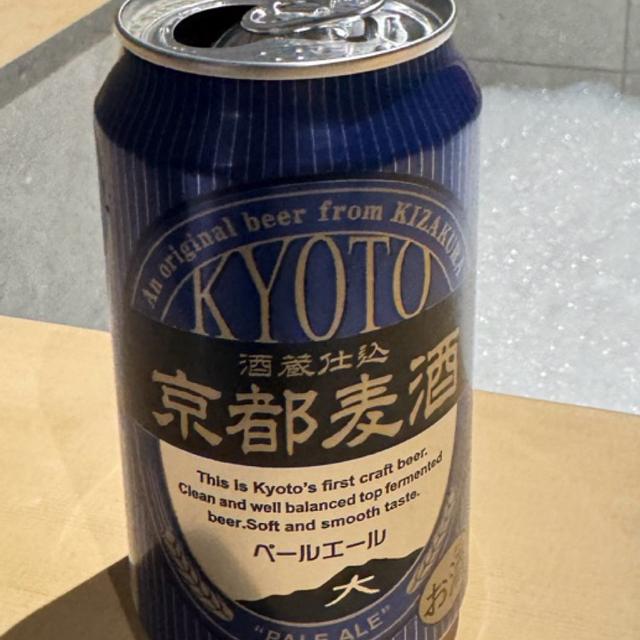 An original beer from KIZAKURA
KYOTO
酒蔵仕込
京都麦酒
This is Kyoto's first craft beer.
Clean and well balanced top fermented
beer.Soft and smooth taste.
ペールエール
大
お酒
"PALE ALE"